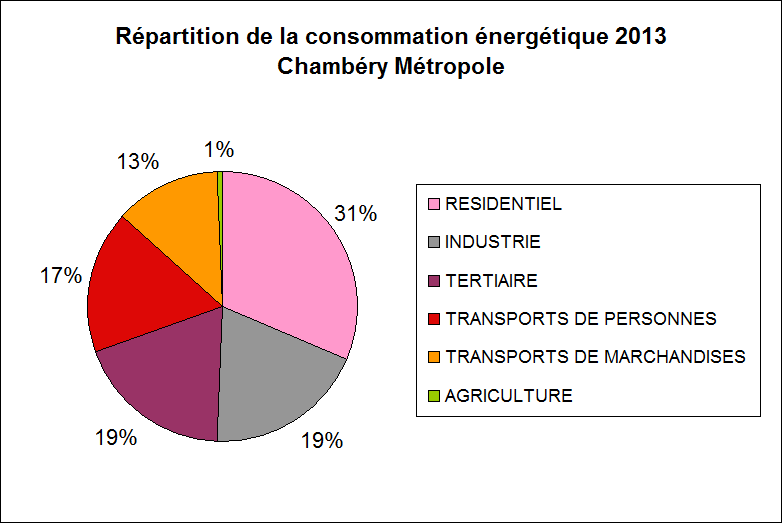 Répartition de la consommation énergétique 2013
Chambéry Métropole
1%
13%
31%
17%
19%
19%
RESIDENTIEL
INDUSTRIE
TERTIAIRE
TRANSPORTS DE PERSONNES
TRANSPORTS DE MARCHANDISES
AGRICULTURE